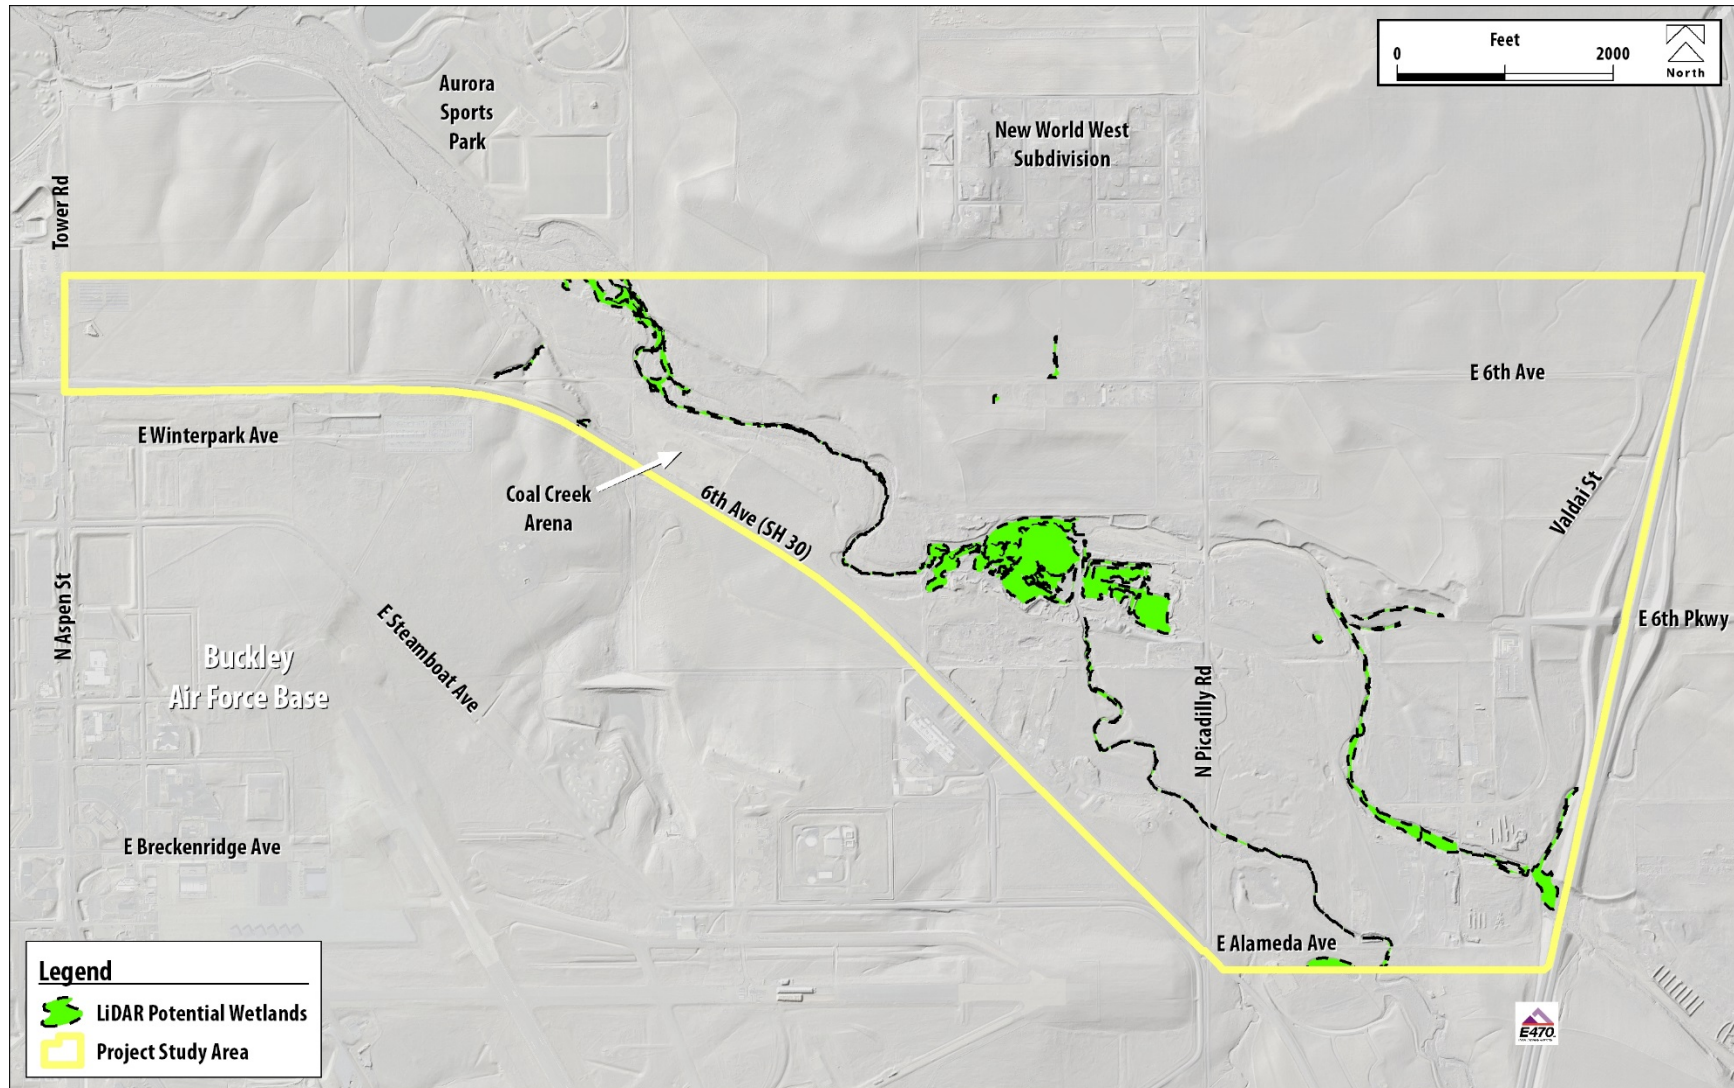 Feet
0
2000
North
Aurora
Sports
Park
New World West
Subdivision
Tower Rd
E 6th Ave
E Winterpark Ave
Coal Creek
Arena
6th Ave (SH 30)
Valdai St
N Aspen St
E Steamboat Ave
Buckley
Air Force Base
E 6th Pkwy
N Picadilly Rd
E Breckenridge Ave
E Alameda Ave
Legend
LiDAR Potential Wetlands
Project Study Area
E470